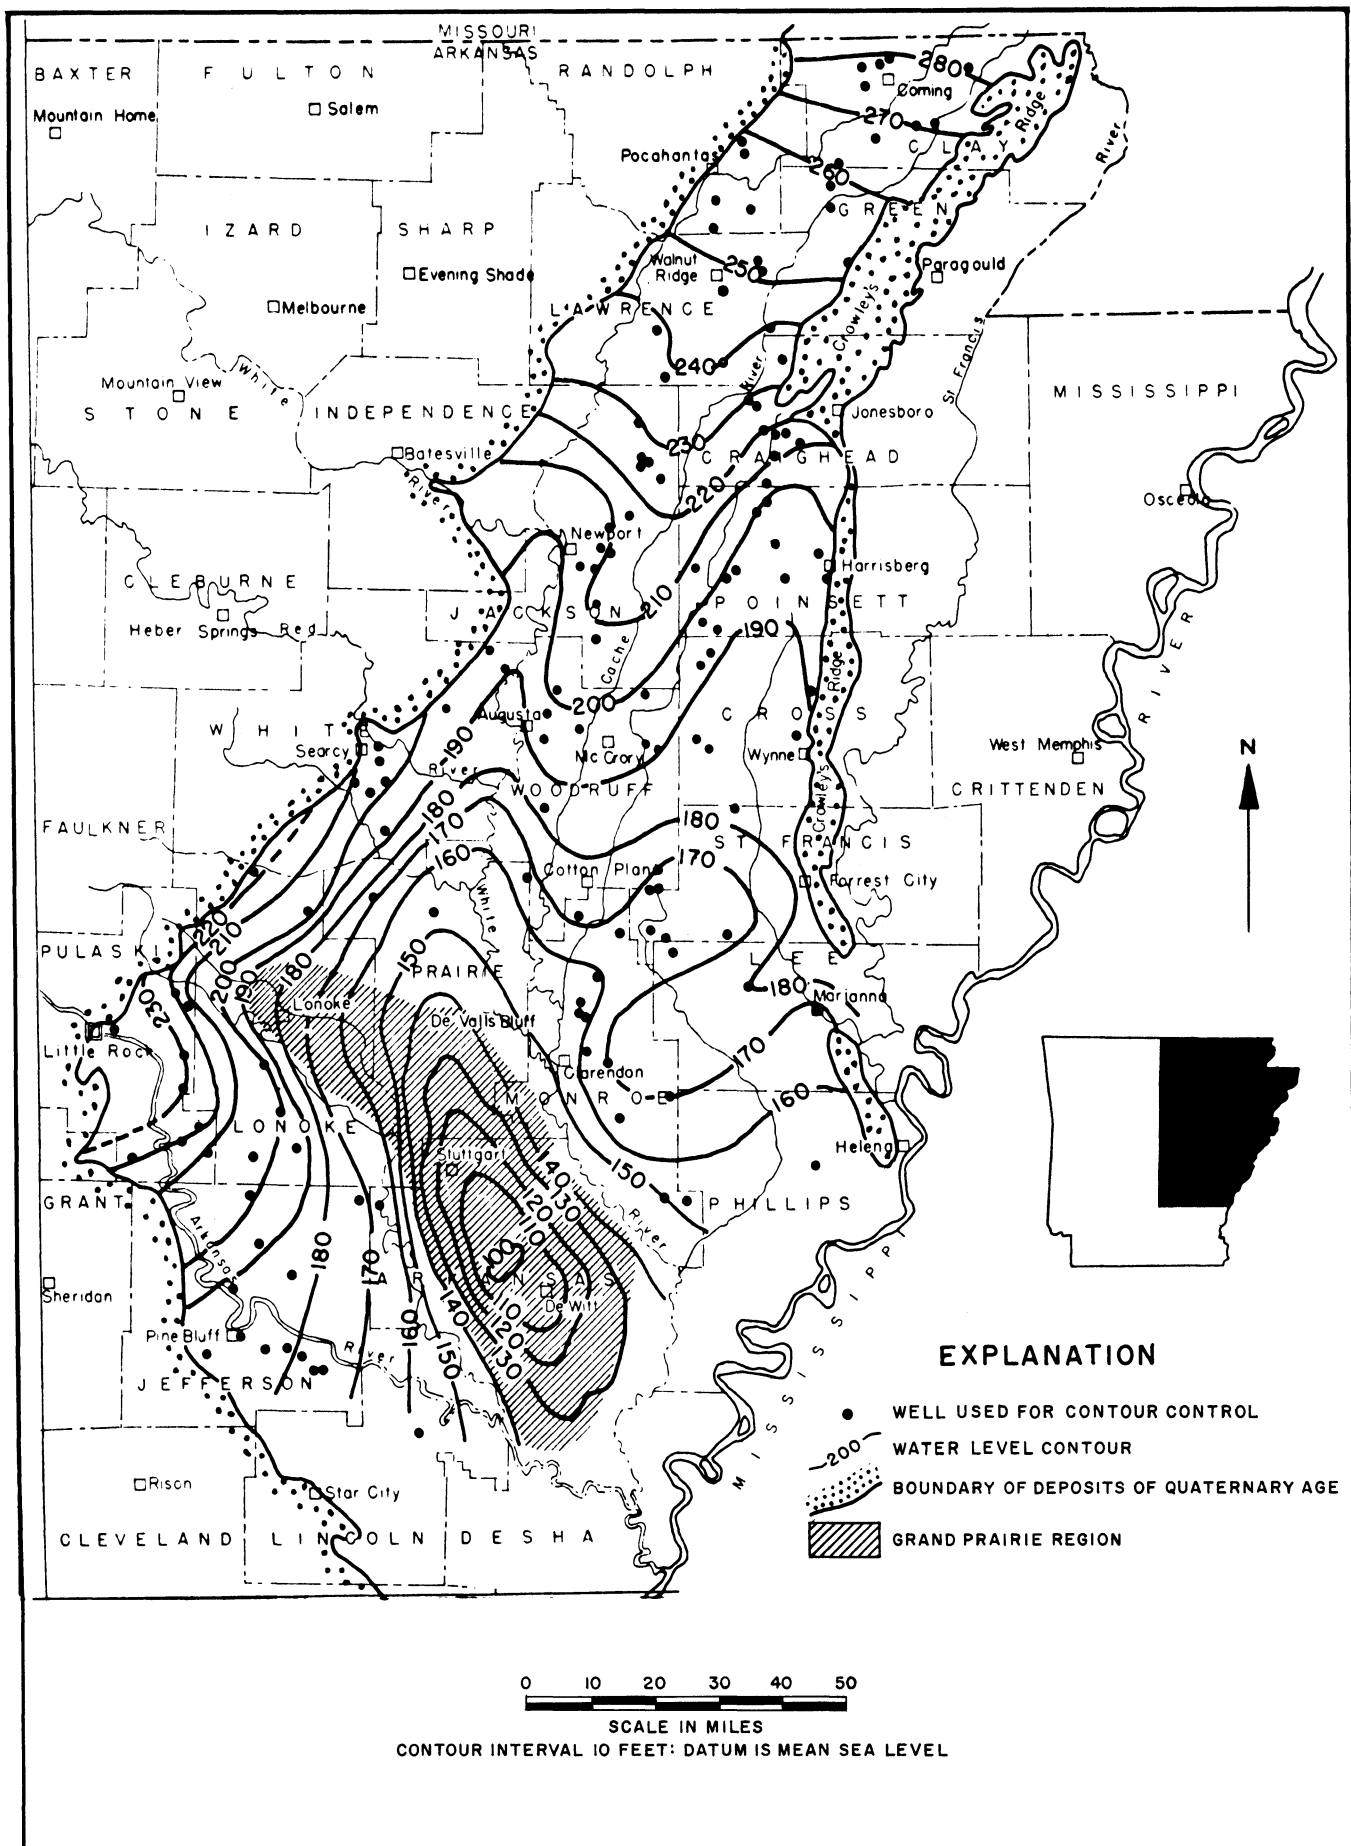 MISSOURI
ARKANSAS
BAXTER
FULTON
RANDOLPH
280
Mountain Home
Salem
Corning
Ridge
River
270
CLAY
Pocahantas
260
GREEN
IZARD
SHARP
Walnut
Ridge
250
Paragould
Evening Shade
Melbourne
LAWRENCE
Crowley's
St Francis
240
River
Mountain View
White
STONE
INDEPENDENCE
Jonesboro
MISSISSIPPI
230
CRAIGHEAD
Batesville
River
220
Osceola
Newport
Harrisberg
CLEBURNE
210
POINSETT
JACKSON
Heber Springs
Red
190
Cache
Ridge
RIVER
200
CROSS
WHITE
Augusta
190
Searcy
Mc Crory
Wynne
West Memphis
N
River
WOODRUFF
CRITTENDEN
Crowley's
180
180
FAULKNER
170
ST FRANCIS
160
170
Cotton Plant
Forrest City
White
220
210
PULASKI
150
LEE
200
190
180
PRAIRIE
180
Marianna
230
Lonoke
De Valls Bluff
Little Rock
170
Clarendon
MONROE
160
LONOKE
Stuttgart
Helena
140
150
GRANT
120
130
PHILLIPS
Arkansas
110
River
180
100
170
ARKANSAS
Sheridan
De Witt
110
140
120
160
Pine Bluff
130
150
River
JEFFERSON
MISSISSIPPI
Rison
Star City
CLEVELAND
LINCOLN
DESHA
EXPLANATION
WELL USED FOR CONTOUR CONTROL
200
WATER LEVEL CONTOUR
BOUNDARY OF DEPOSITS OF QUATERNARY AGE
GRAND PRAIRIE REGION
0 10 20 30 40 50
SCALE IN MILES
CONTOUR INTERVAL 10 FEET: DATUM IS MEAN SEA LEVEL